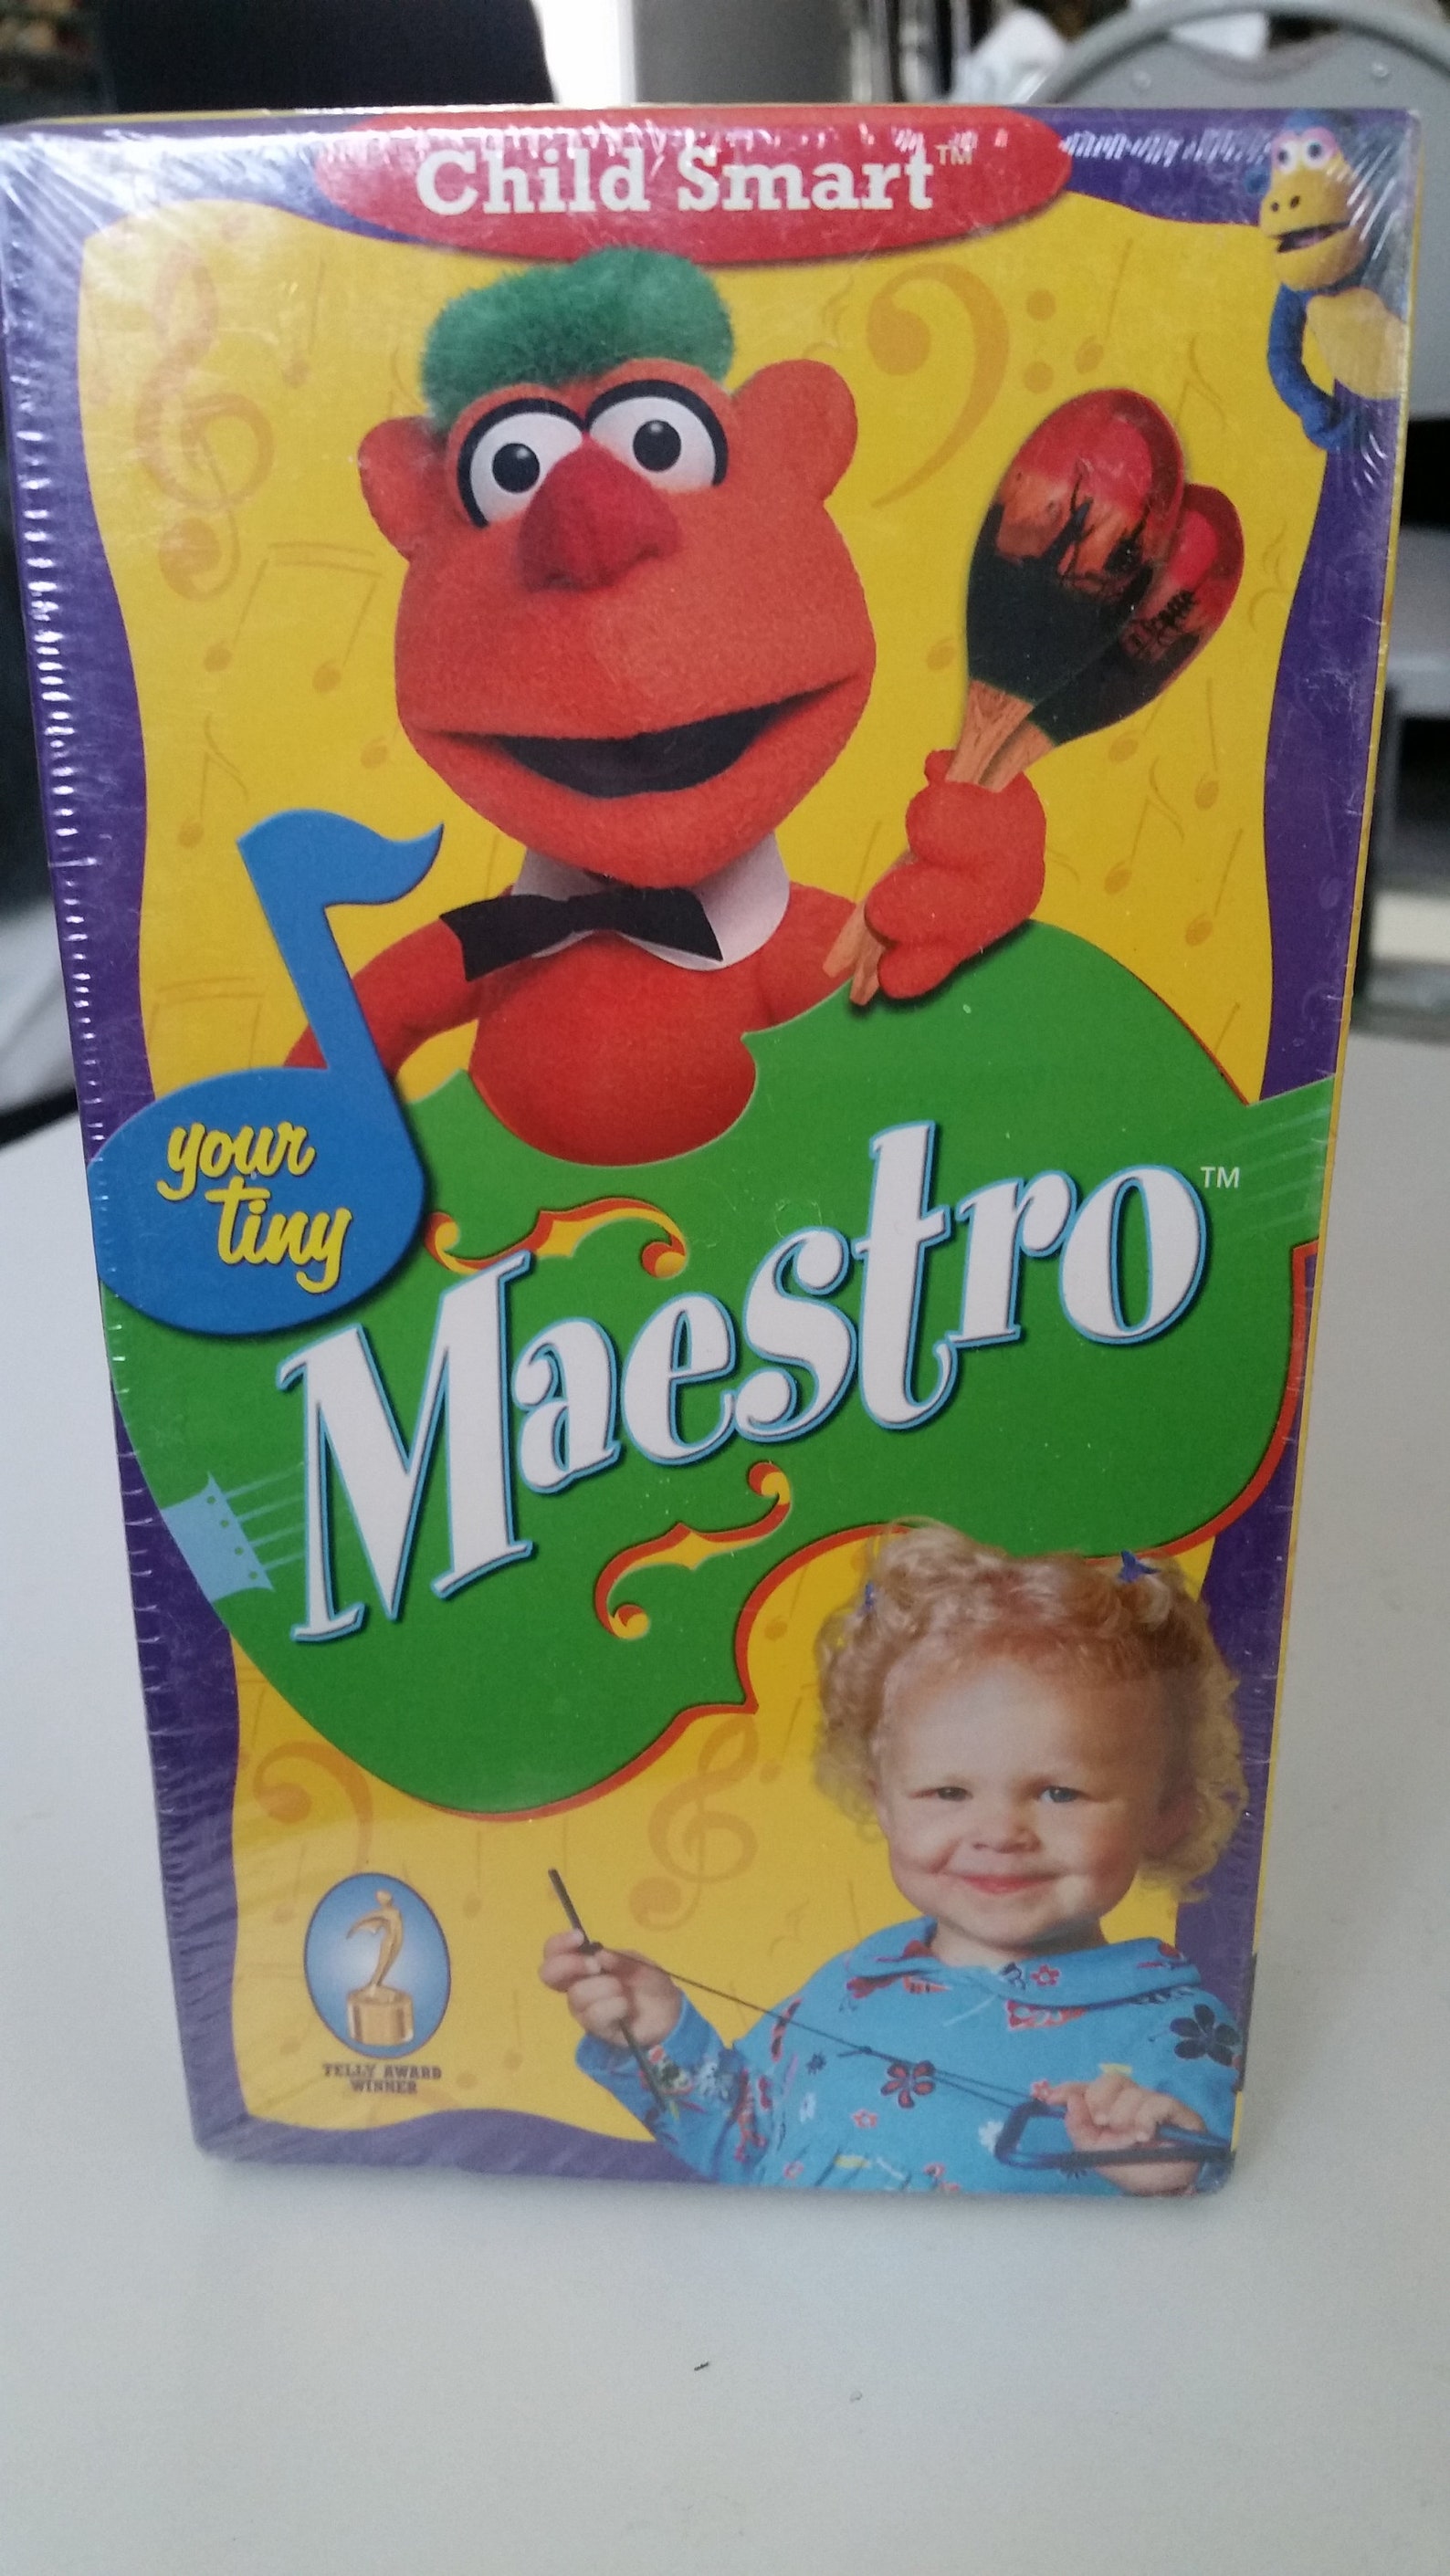 Child Smart™
your
tiny
Maestro™
TELLY AWARD
WINNER